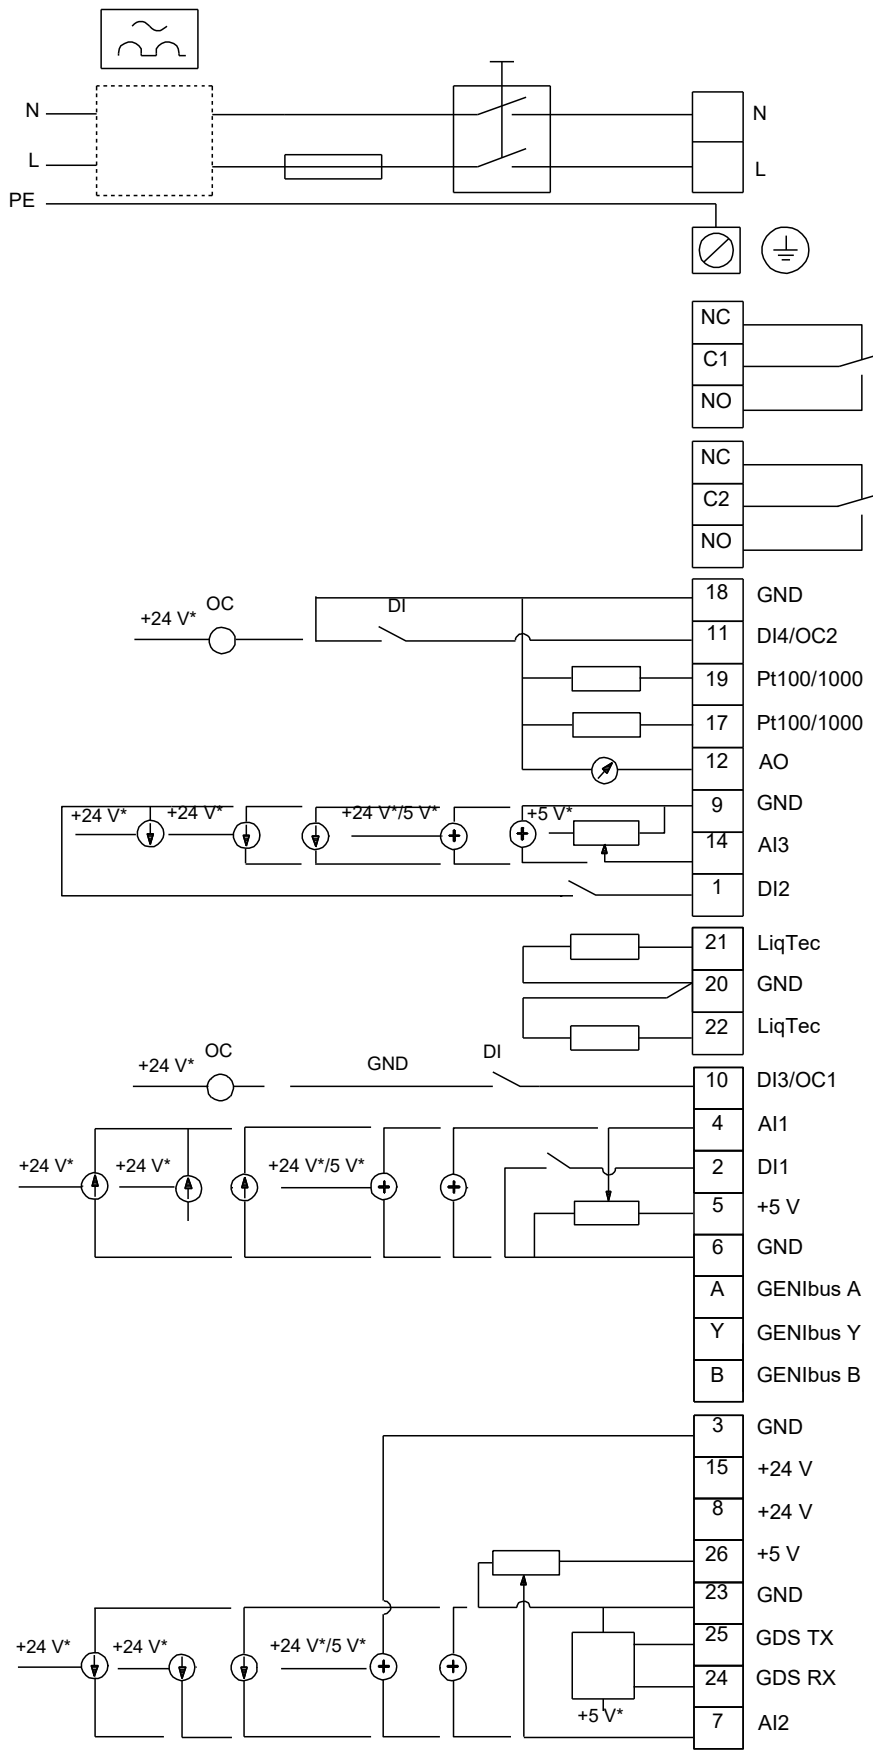 N
N
L
L
PE
NC
C1
NO
NC
C2
NO
18 GND
+24 V* OC DI
11 DI4/OC2
19 Pt100/1000
17 Pt100/1000
12 AO
9 GND
+24 V* +24 V* +24 V*/5 V* +5 V*
14 AI3
1 DI2
21 LiqTec
20 GND
22 LiqTec
+24 V* OC GND DI
10 DI3/OC1
4 AI1
+24 V* +24 V* +24 V*/5 V*
2 DI1
5 +5 V
6 GND
A GENIbus A
Y GENIbus Y
B GENIbus B
3 GND
15 +24 V
8 +24 V
26 +5 V
23 GND
25 GDS TX
+24 V* +24 V* +24 V*/5 V*
24 GDS RX
+5 V*
7 AI2